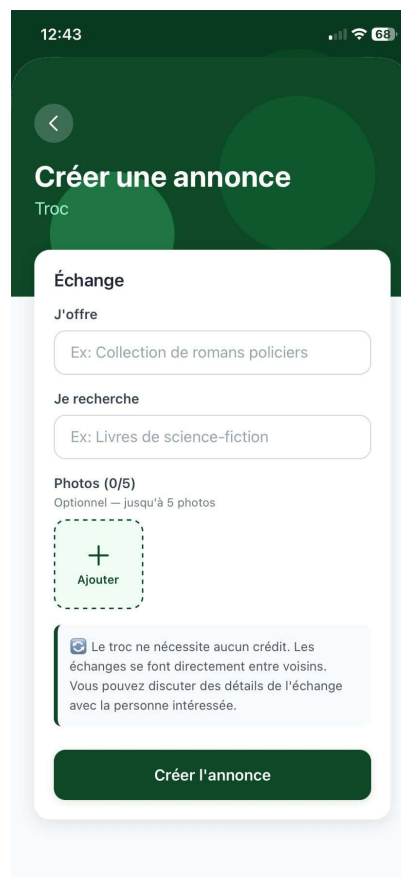 12:43
68
Créer une annonce
Troc
Échange
J'offre
Ex: Collection de romans policiers
Je recherche
Ex: Livres de science-fiction
Photos (0/5)
Optionnel — jusqu'à 5 photos
Ajouter
Le troc ne nécessite aucun crédit. Les
échanges se font directement entre voisins.
Vous pouvez discuter des détails de l'échange
avec la personne intéressée.
Créer l'annonce